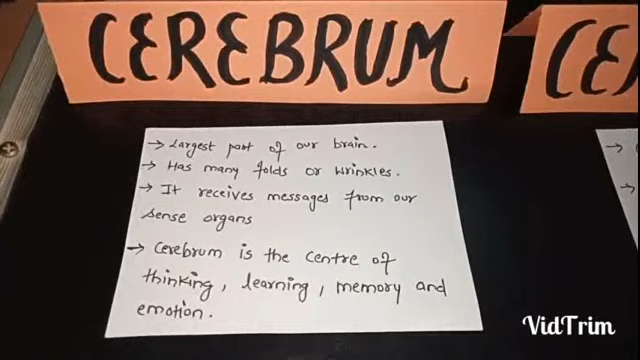 CEREBRUM
CE
→ Largest part of our brain.
→ Has many folds or wrinkles.
→ It receives messages from our
sense organs
→ Cerebrum is the centre of
thinking, learning, memory and
emotion.
→
→
VidTrim